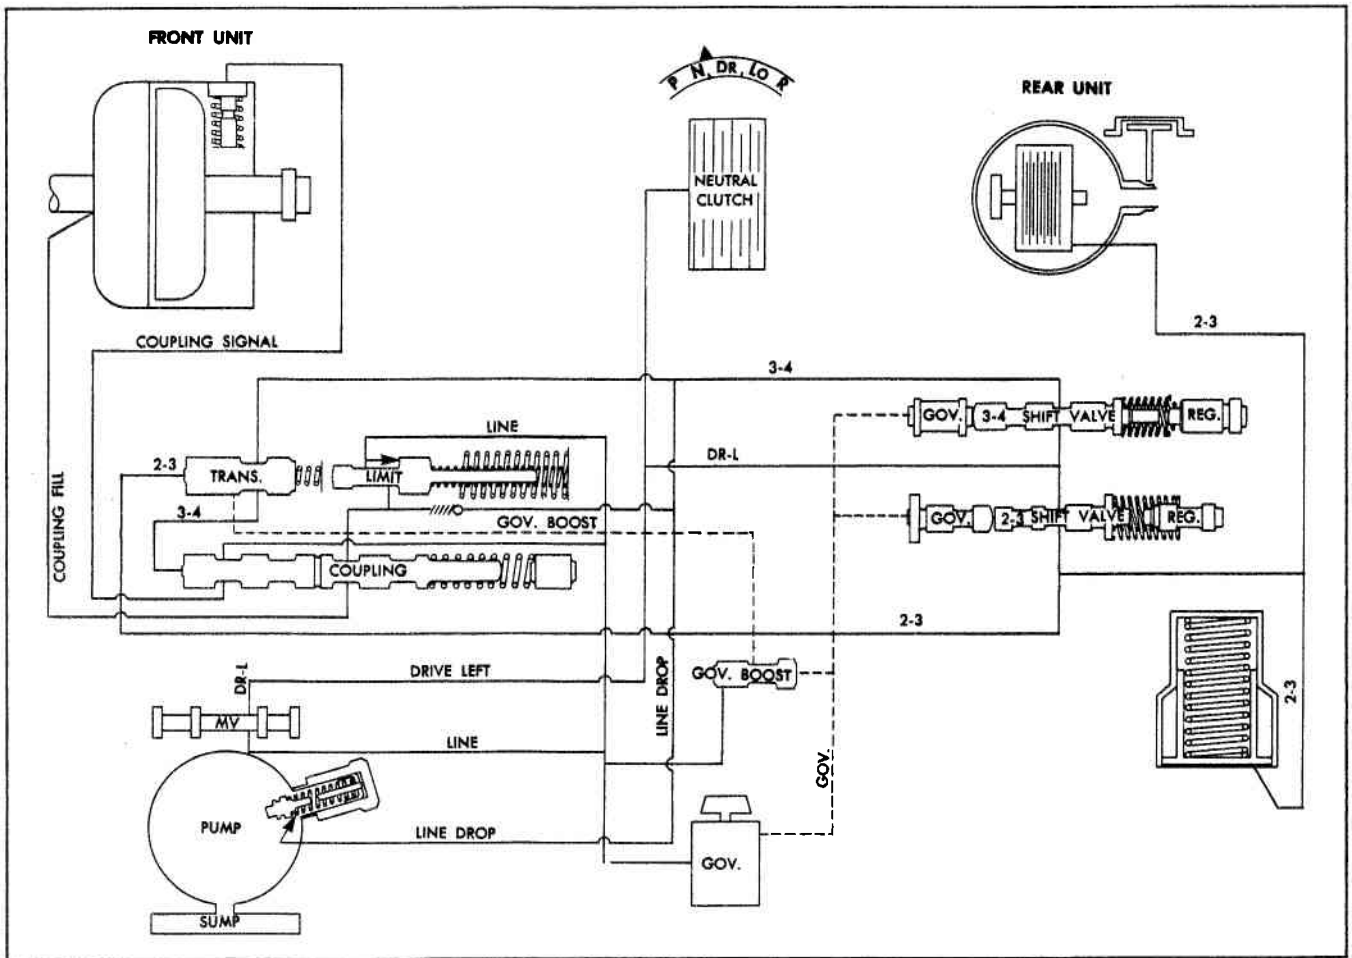 FRONT UNIT
P N, DR, LO R
REAR UNIT
NEUTRAL
CLUTCH
2-3
COUPLING SIGNAL
3-4
GOV.
3-4 SHIFT VALVE
REG.
LINE
2-3
TRANS.
LIMIT
DR-L
3-4
GOV. BOOST
GOV.
2-3 SHIFT VALVE
REG.
COUPLING FILL
COUPLING
2-3
DR-L
DRIVE LEFT
LINE DROP
GOV. BOOST
2-3
MV
LINE
GOV.
PUMP
LINE DROP
GOV.
SUMP